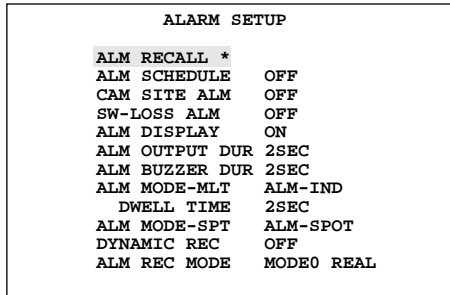 ALARM SETUP
ALM RECALL *
ALM SCHEDULE OFF
CAM SITE ALM OFF
SW-LOSS ALM OFF
ALM DISPLAY ON
ALM OUTPUT DUR 2SEC
ALM BUZZER DUR 2SEC
ALM MODE-MLT ALM-IND
DWELL TIME 2SEC
ALM MODE-SPT ALM-SPOT
DYNAMIC REC OFF
ALM REC MODE MODE0 REAL